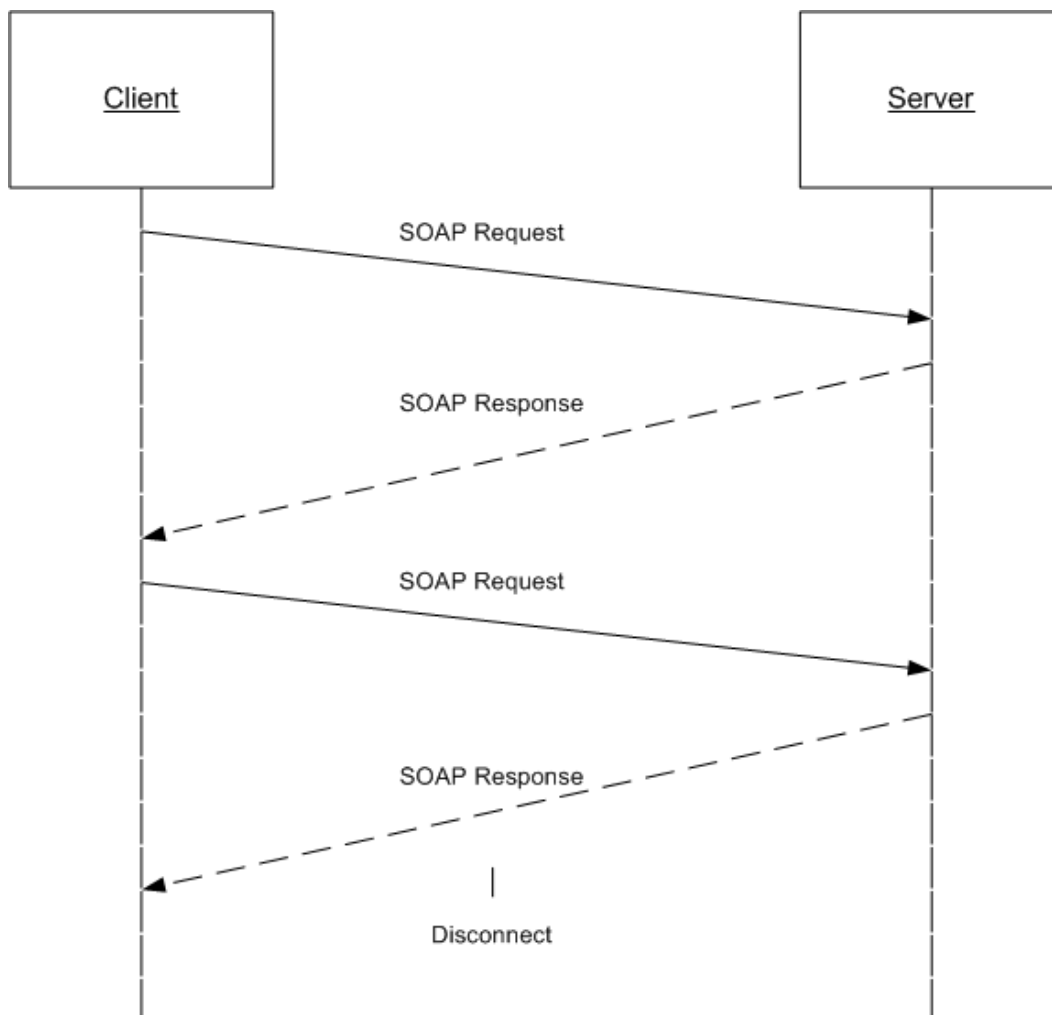 Client
Server
SOAP Request
SOAP Response
SOAP Request
SOAP Response
Disconnect